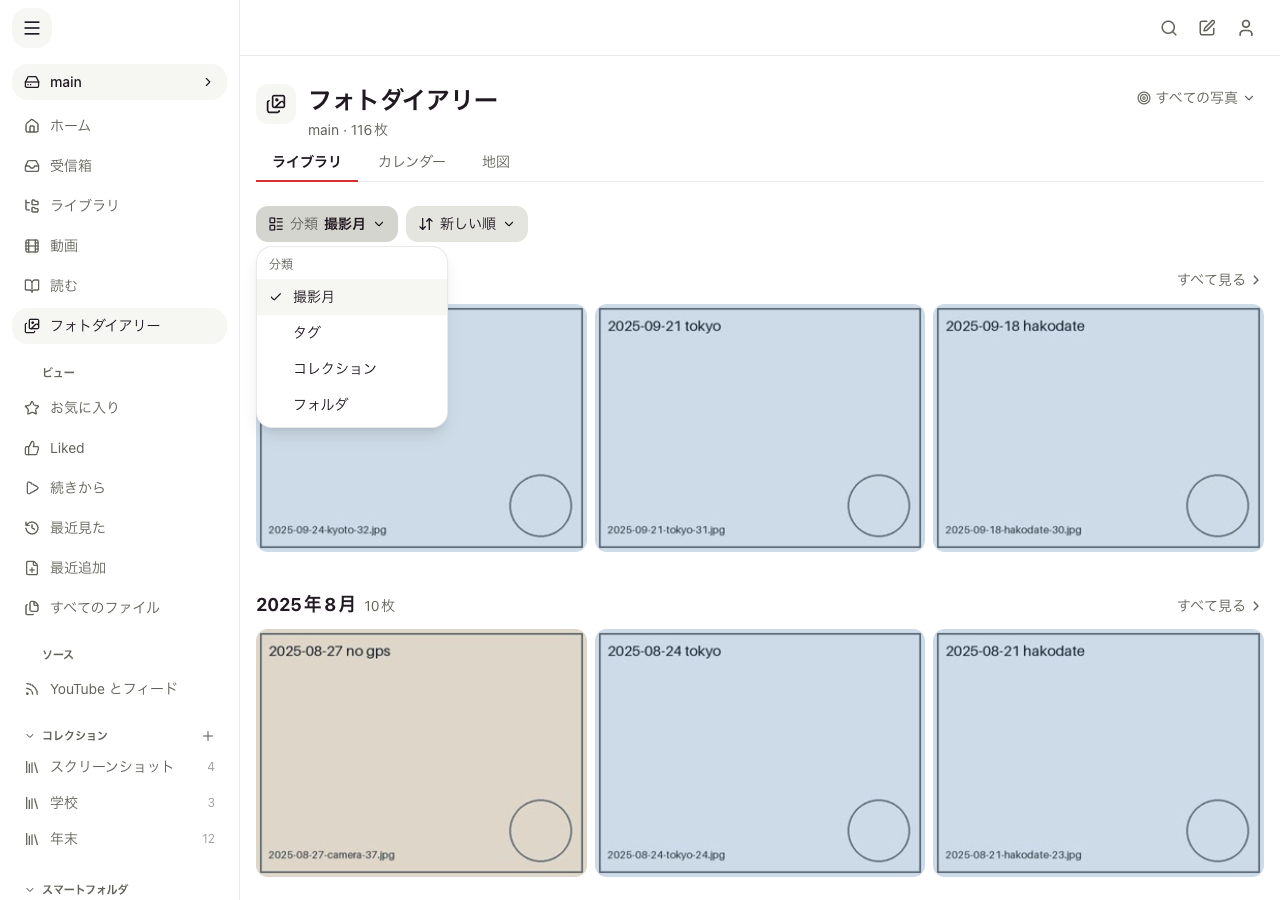 main
ホーム
受信箱
ライブラリ
動画
読む
フォトダイアリー
ビュー
お気に入り
Liked
続きから
最近見た
最近追加
すべてのファイル
ソース
YouTube とフィード
コレクション
スクリーンショット 4
学校 3
年末 12
スマートフォルダ
フォトダイアリー
main · 116枚
すべての写真
ライブラリ カレンダー 地図
分類 撮影月 新しい順
分類
撮影月
タグ
コレクション
フォルダ
すべて見る
2025-09-21 tokyo
2025-09-18 hakodate
2025-09-24-kyoto-32.jpg
2025-09-21-tokyo-31.jpg
2025-09-18-hakodate-30.jpg
2025年8月 10枚
すべて見る
2025-08-27 no gps
2025-08-24 tokyo
2025-08-21 hakodate
2025-08-27-camera-37.jpg
2025-08-24-tokyo-24.jpg
2025-08-21-hakodate-23.jpg